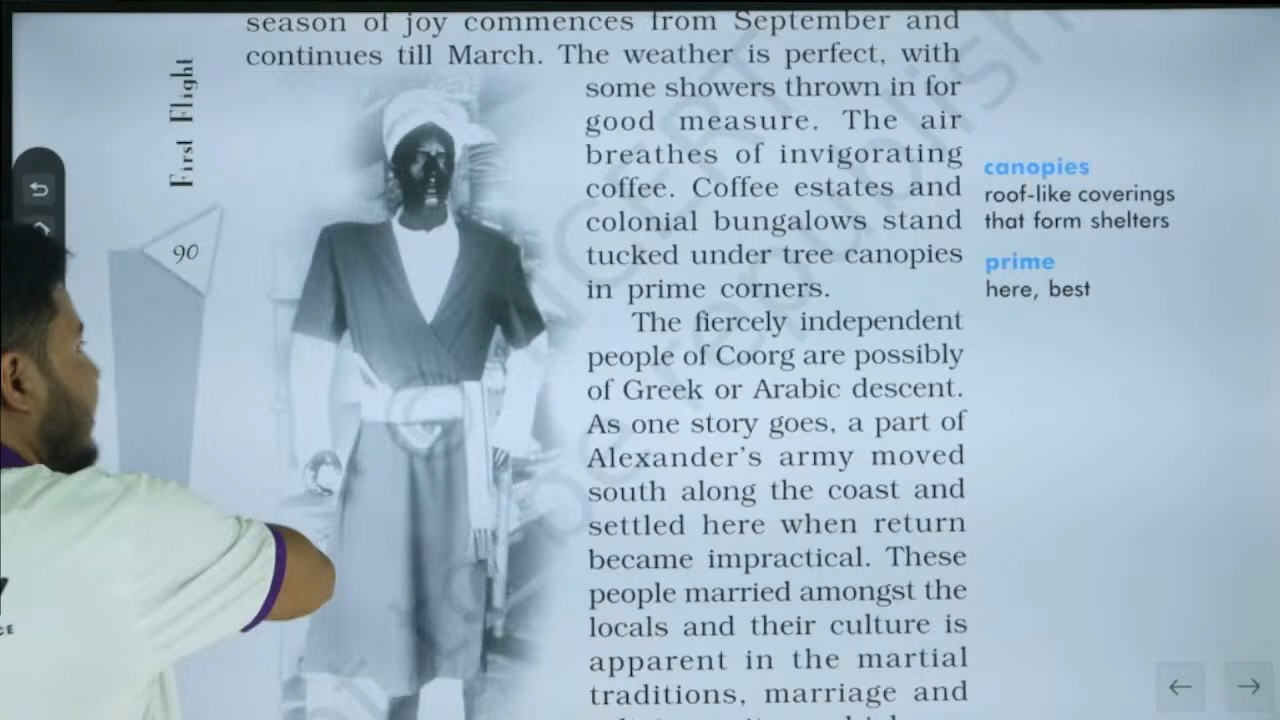 season of joy commences from September and
continues till March. The weather is perfect, with
some showers thrown in for
good measure. The air
breathes of invigorating
coffee. Coffee estates and
colonial bungalows stand
tucked under tree canopies
in prime corners.
The fiercely independent
people of Coorg are possibly
of Greek or Arabic descent.
As one story goes, a part of
Alexander's army moved
south along the coast and
settled here when return
became impractical. These
people married amongst the
locals and their culture is
apparent in the martial
traditions, marriage and
First Flight
90
canopies
roof-like coverings
that form shelters
prime
here, best